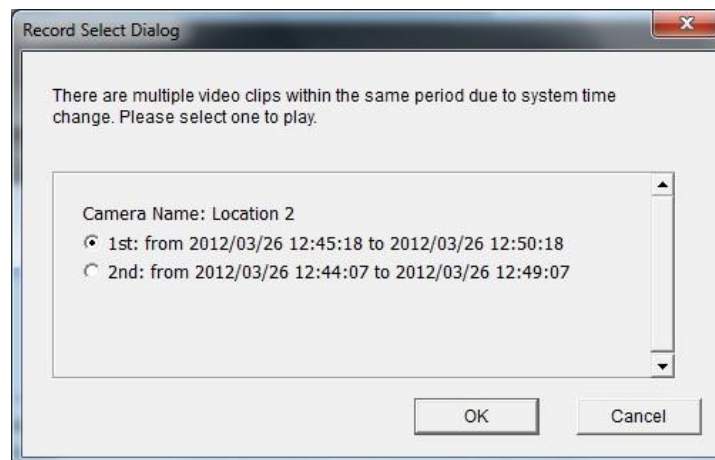 Record Select Dialog
There are multiple video clips within the same period due to system time
change. Please select one to play.
Camera Name: Location 2
1st: from 2012/03/26 12:45:18 to 2012/03/26 12:50:18
2nd: from 2012/03/26 12:44:07 to 2012/03/26 12:49:07
OK Cancel